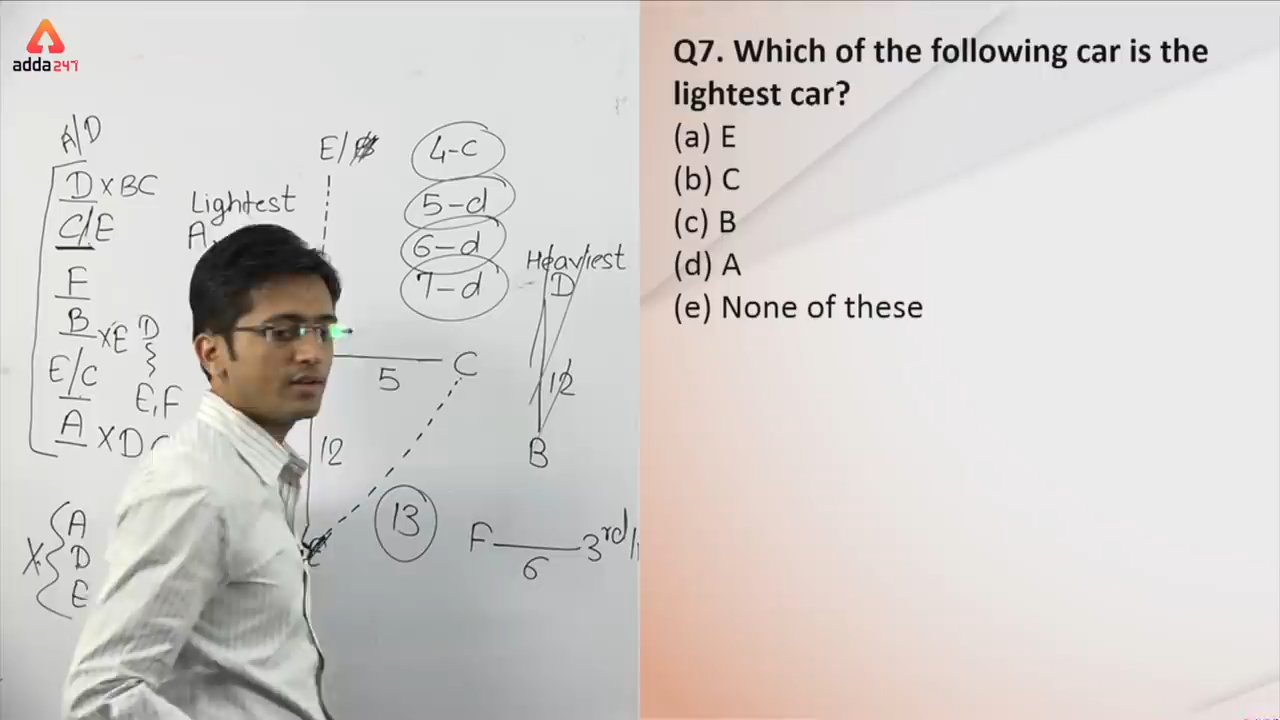 adda247
A/D
D x BC
C/E
F
B x E D
E/C E,F
A x D
X { A
D
E
Lightest
A
E/
5 C
12
13
4-c
5-d
6-d
7-d
Heaviest
D
12
B
F 3rd
6
Q7. Which of the following car is the
lightest car?
(a) E
(b) C
(c) B
(d) A
(e) None of these